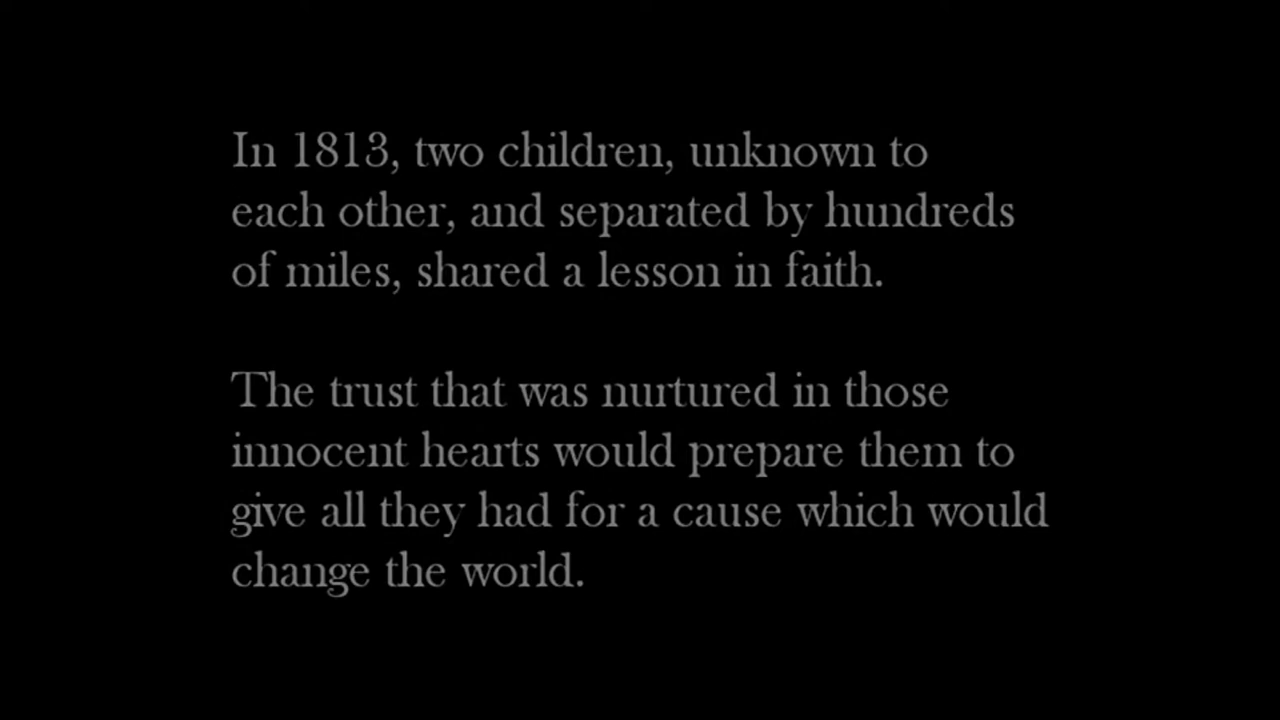 In 1813, two children, unknown to
each other, and separated by hundreds
of miles, shared a lesson in faith.
The trust that was nurtured in those
innocent hearts would prepare them to
give all they had for a cause which would
change the world.